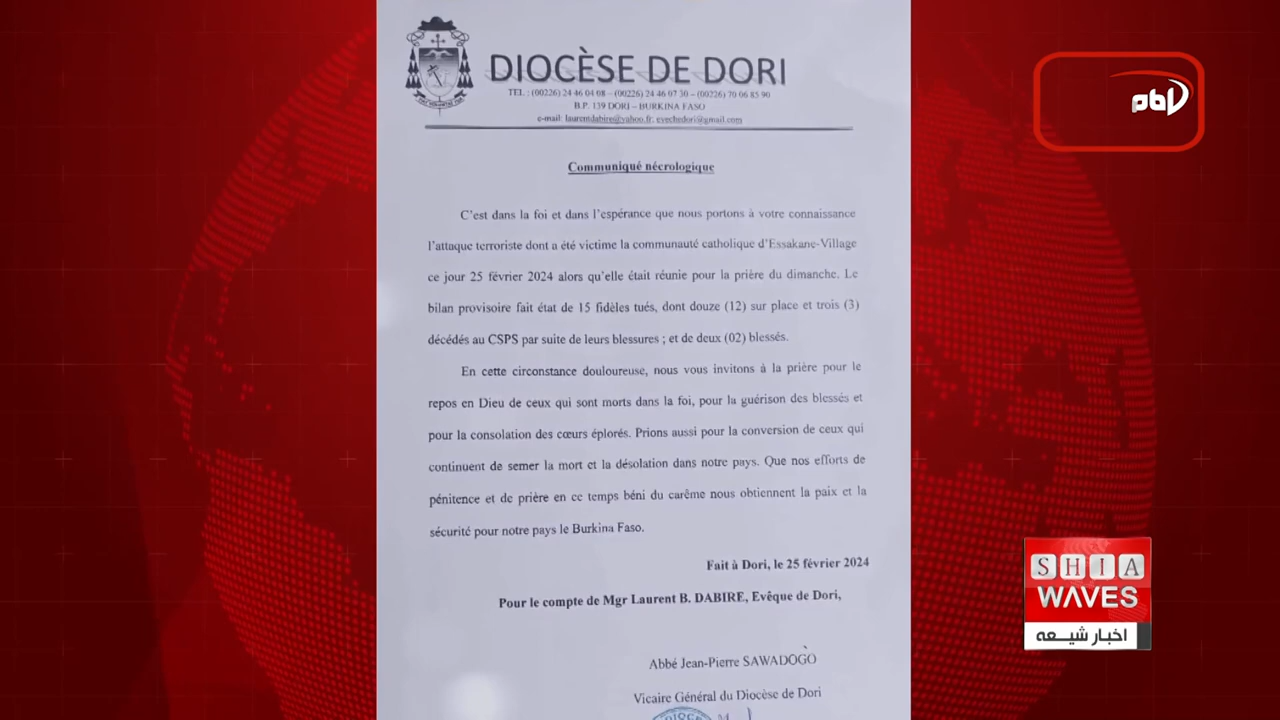 DIOCÈSE DE DORI
TEL : (00226) 24 46 04 08 – (00226) 24 46 07 30 – (00226) 70 06 85 90
B.P. 139 DORI – BURKINA FASO
e-mail: laurentdabire@yahoo.fr; evechedori@gmail.com
Communiqué nécrologique
C'est dans la foi et dans l'espérance que nous portons à votre connaissance
l'attaque terroriste dont a été victime la communauté catholique d'Essakane-Village
ce jour 25 février 2024 alors qu'elle était réunie pour la prière du dimanche. Le
bilan provisoire fait état de 15 fidèles tués, dont douze (12) sur place et trois (3)
décédés au CSPS par suite de leurs blessures ; et de deux (02) blessés.
En cette circonstance douloureuse, nous vous invitons à la prière pour le
repos en Dieu de ceux qui sont morts dans la foi, pour la guérison des blessés et
pour la consolation des cœurs éplorés. Prions aussi pour la conversion de ceux qui
continuent de semer la mort et la désolation dans notre pays. Que nos efforts de
pénitence et de prière en ce temps béni du carême nous obtiennent la paix et la
sécurité pour notre pays le Burkina Faso.
Fait à Dori, le 25 février 2024
Pour le compte de Mgr Laurent B. DABIRE, Evêque de Dori,
Abbé Jean-Pierre SAWADOGO
Vicaire Général du Diocèse de Dori
SHIA
WAVES
اخبار شیعه